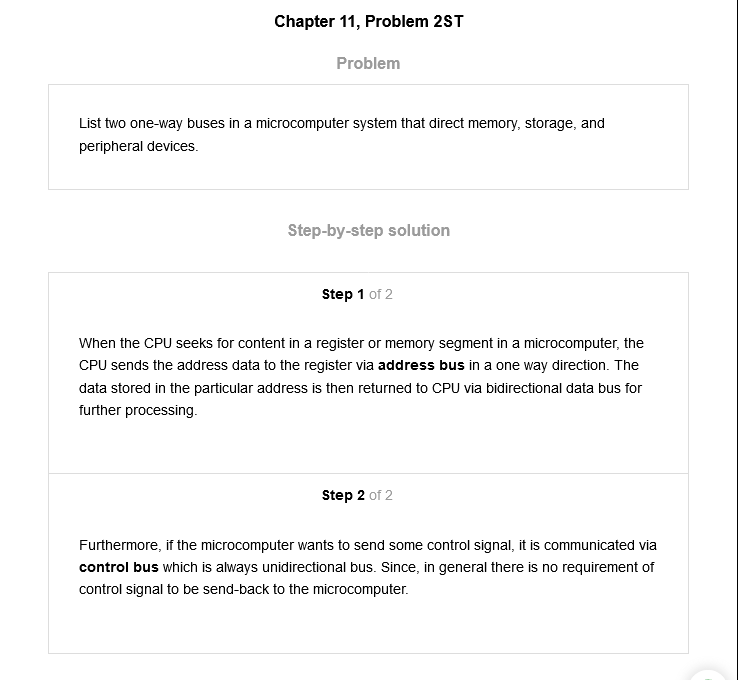 Chapter 11, Problem 2ST
Problem
List two one-way buses in a microcomputer system that direct memory, storage, and
peripheral devices.
Step-by-step solution
Step 1 of 2
When the CPU seeks for content in a register or memory segment in a microcomputer, the
CPU sends the address data to the register via address bus in a one way direction. The
data stored in the particular address is then returned to CPU via bidirectional data bus for
further processing.
Step 2 of 2
Furthermore, if the microcomputer wants to send some control signal, it is communicated via
control bus which is always unidirectional bus. Since, in general there is no requirement of
control signal to be send-back to the microcomputer.